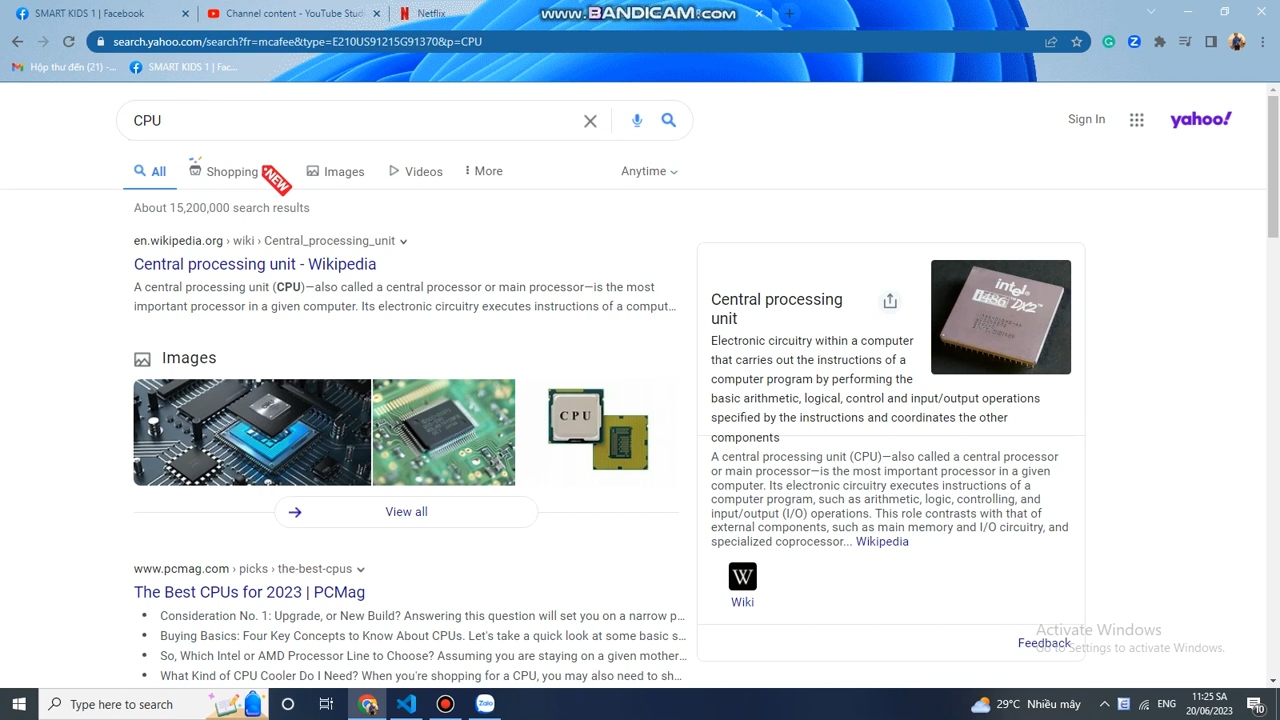 SMART KIDS 1 | Facebook
Channel content - YouTube Stud
Netflix
www.BANDICAM.com
search.yahoo.com/search?fr=mcafee&type=E210US91215G91370&p=CPU
Hộp thư đến (21) -...
SMART KIDS 1 | Fac...
CPU
Sign In
yahoo!
All
Shopping
NEW
Images
Videos
More
Anytime
About 15,200,000 search results
en.wikipedia.org › wiki › Central_processing_unit
Central processing unit - Wikipedia
A central processing unit (CPU)—also called a central processor or main processor—is the most
important processor in a given computer. Its electronic circuitry executes instructions of a comput...
Images
CPU
View all
www.pcmag.com › picks › the-best-cpus
The Best CPUs for 2023 | PCMag
Consideration No. 1: Upgrade, or New Build? Answering this question will set you on a narrow p...
Buying Basics: Four Key Concepts to Know About CPUs. Let's take a quick look at some basic s...
So, Which Intel or AMD Processor Line to Choose? Assuming you are staying on a given mother...
What Kind of CPU Cooler Do I Need? When you're shopping for a CPU, you may also need to sh...
Central processing
unit
intel®
i486 DX2™
Electronic circuitry within a computer
that carries out the instructions of a
computer program by performing the
basic arithmetic, logical, control and input/output operations
specified by the instructions and coordinates the other
components
A central processing unit (CPU)—also called a central processor
or main processor—is the most important processor in a given
computer. Its electronic circuitry executes instructions of a
computer program, such as arithmetic, logic, controlling, and
input/output (I/O) operations. This role contrasts with that of
external components, such as main memory and I/O circuitry, and
specialized coprocessor... Wikipedia
W
Wiki
Feedback
Activate Windows
Go to Settings to activate Windows.
Type here to search
Zalo
29°C Nhiều mây
ENG
11:25 SA
20/06/2023
10